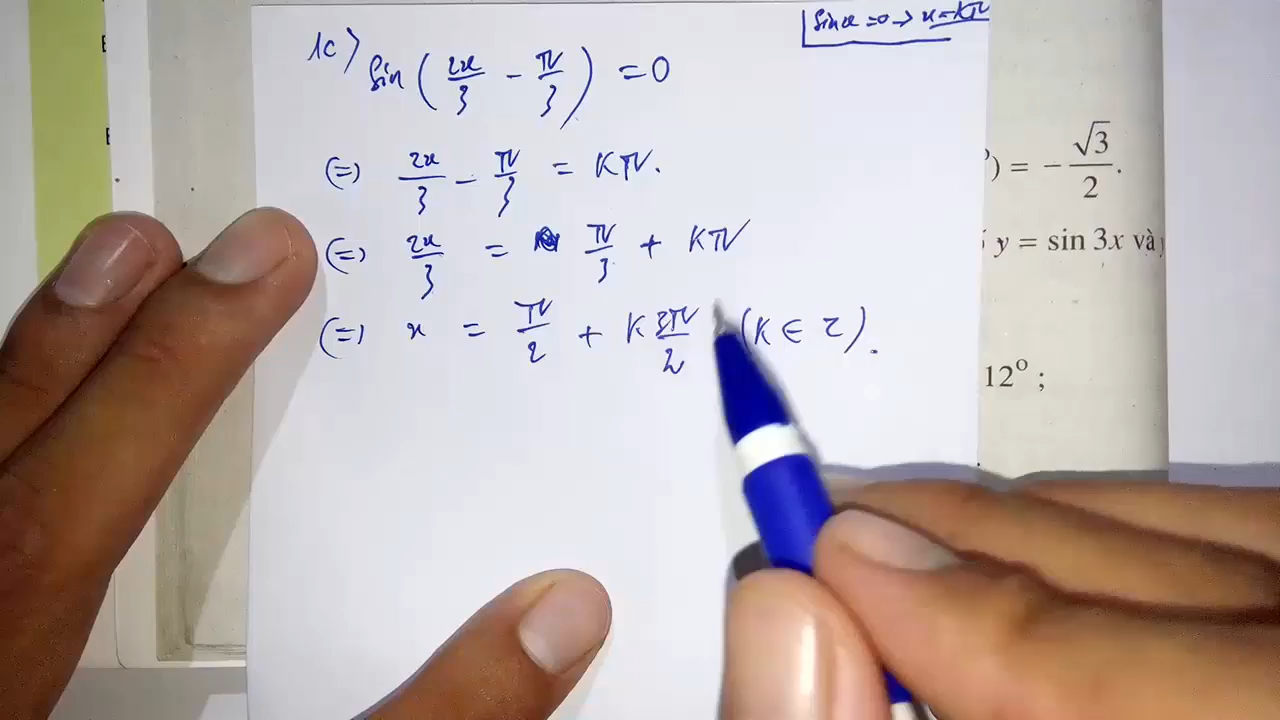 sin x = 0 → x = kπ
1c) sin(2x/3 − π/3) = 0
(=) 2x/3 − π/3 = kπ.
(=) 2x/3 = π/3 + kπ
(=) x = π/2 + k 3π/2 (k ∈ Z).
) = − √3/2.
y = sin 3x và
12° ;